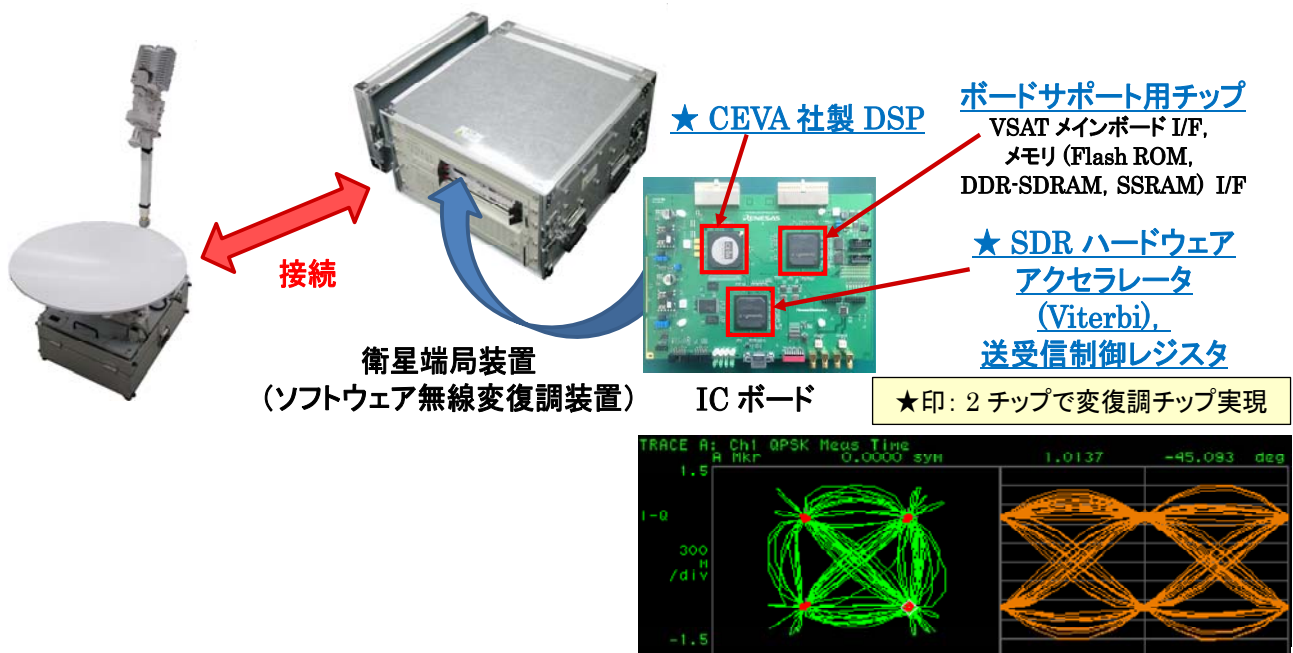 ★ CEVA 社製 DSP
ボードサポート用チップ
VSAT メインボード I/F,
メモリ (Flash ROM,
DDR-SDRAM, SSRAM) I/F
RENESAS
★ SDR ハードウェア
アクセラレータ
(Viterbi),
送受信制御レジスタ
接続
衛星端局装置
(ソフトウェア無線変復調装置)
IC ボード
★印: 2 チップで変復調チップ実現
TRACE A: Ch1 QPSK Meas Time
A Mkr 0.0000 sym 1.0137 -45.093 deg
1.5
I-Q
300
M
/div
-1.5